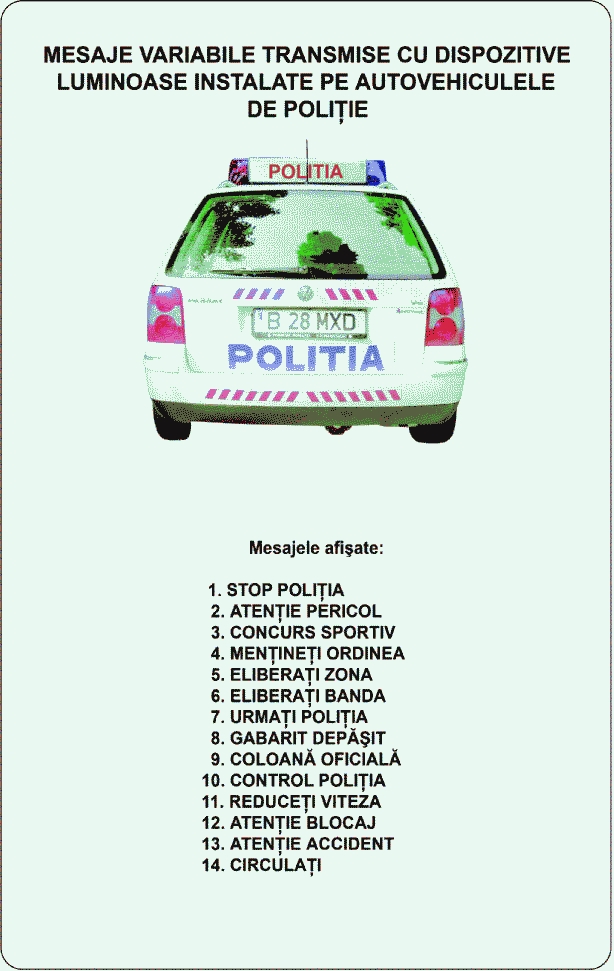 MESAJE VARIABILE TRANSMISE CU DISPOZITIVE
LUMINOASE INSTALATE PE AUTOVEHICULELE
DE POLIȚIE
POLITIA
B 28 MXD
POLITIA
Mesajele afişate:
1. STOP POLIȚIA
2. ATENȚIE PERICOL
3. CONCURS SPORTIV
4. MENȚINEȚI ORDINEA
5. ELIBERAȚI ZONA
6. ELIBERAȚI BANDA
7. URMAȚI POLIȚIA
8. GABARIT DEPĂŞIT
9. COLOANĂ OFICIALĂ
10. CONTROL POLIȚIA
11. REDUCEȚI VITEZA
12. ATENȚIE BLOCAJ
13. ATENȚIE ACCIDENT
14. CIRCULAȚI